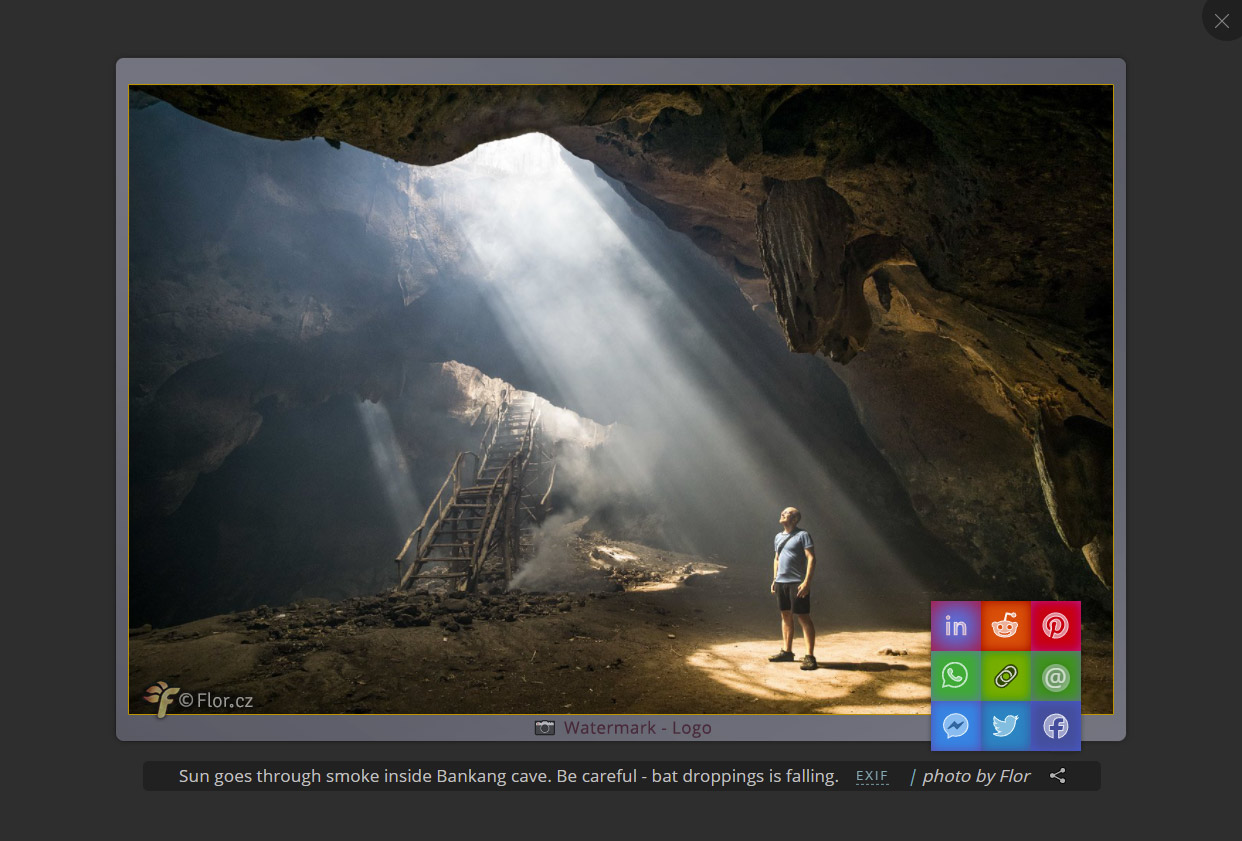 in
@
© Flor.cz
Watermark - Logo
Sun goes through smoke inside Bankang cave. Be careful - bat droppings is falling. EXIF | photo by Flor